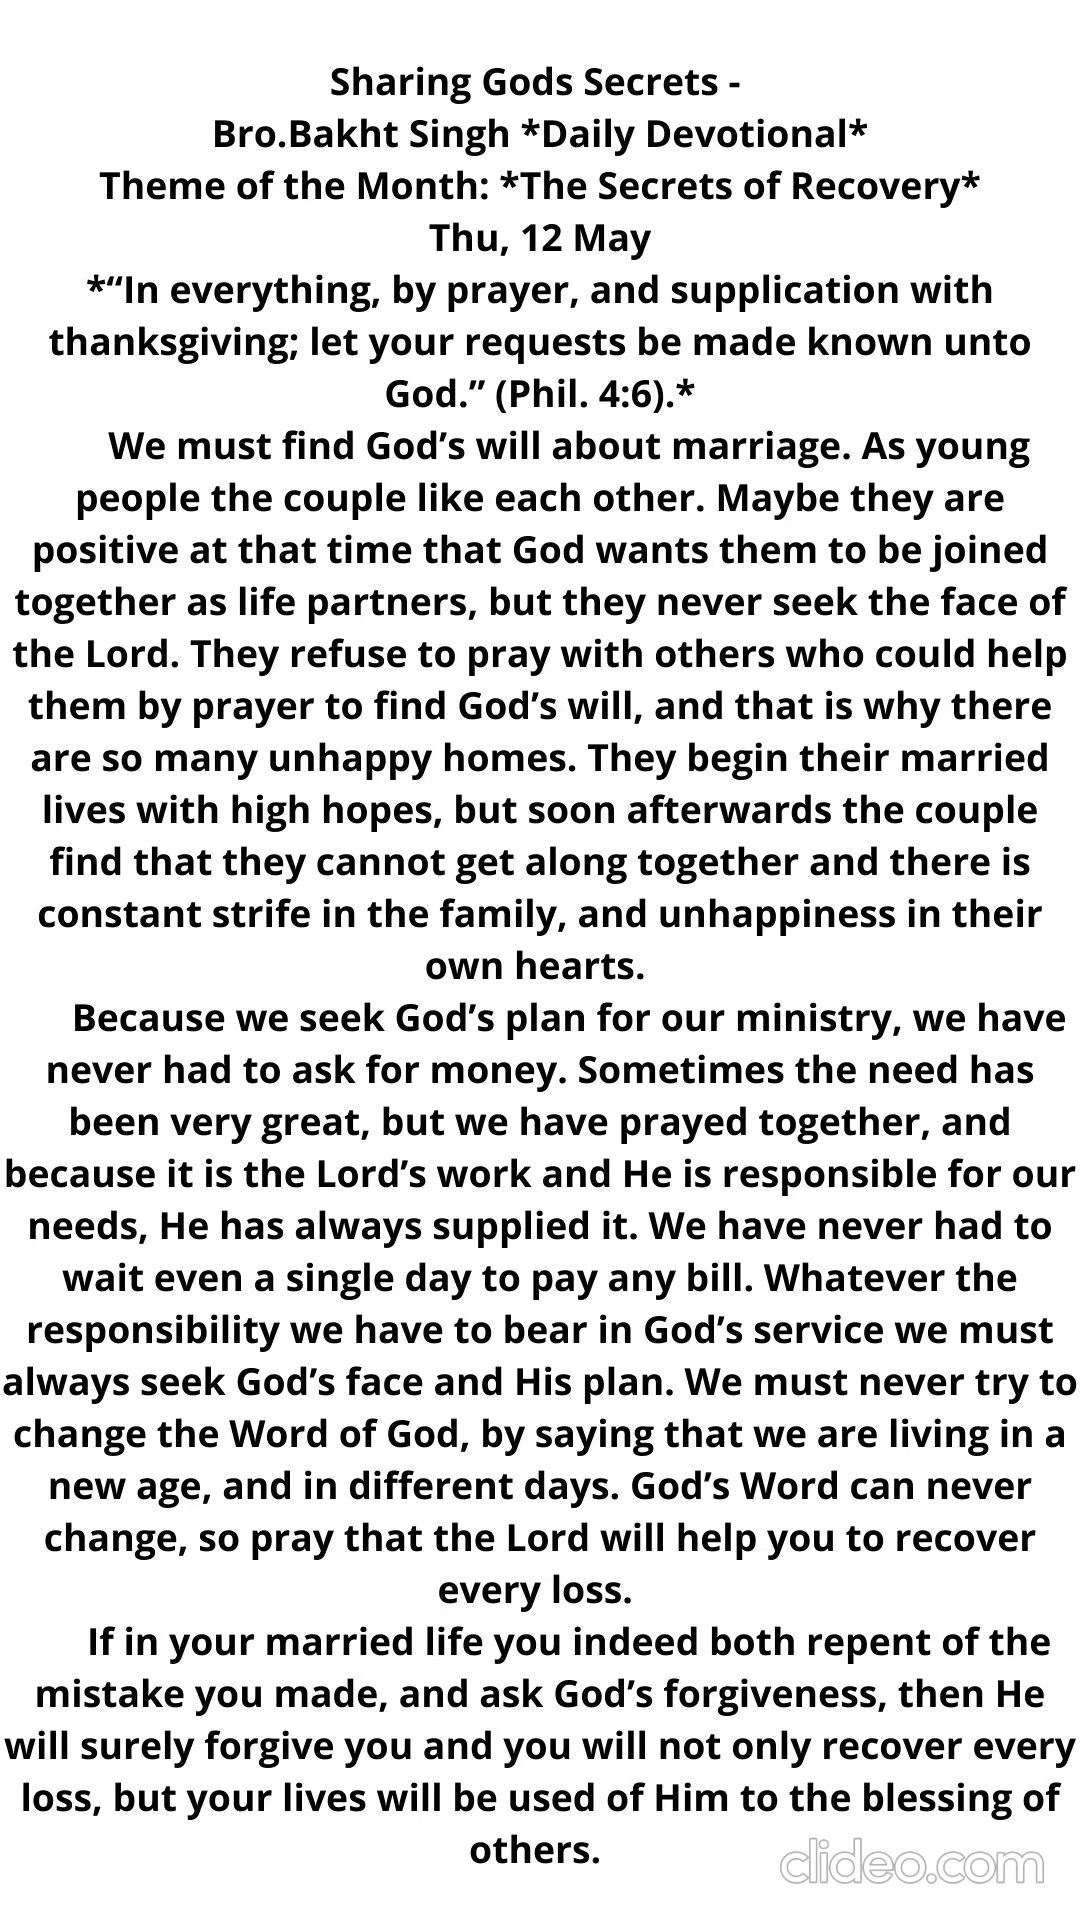 Sharing Gods Secrets -
Bro.Bakht Singh *Daily Devotional*
Theme of the Month: *The Secrets of Recovery*
Thu, 12 May
*“In everything, by prayer, and supplication with
thanksgiving; let your requests be made known unto
God.” (Phil. 4:6).*
We must find God’s will about marriage. As young
people the couple like each other. Maybe they are
positive at that time that God wants them to be joined
together as life partners, but they never seek the face of
the Lord. They refuse to pray with others who could help
them by prayer to find God’s will, and that is why there
are so many unhappy homes. They begin their married
lives with high hopes, but soon afterwards the couple
find that they cannot get along together and there is
constant strife in the family, and unhappiness in their
own hearts.
Because we seek God’s plan for our ministry, we have
never had to ask for money. Sometimes the need has
been very great, but we have prayed together, and
because it is the Lord’s work and He is responsible for our
needs, He has always supplied it. We have never had to
wait even a single day to pay any bill. Whatever the
responsibility we have to bear in God’s service we must
always seek God’s face and His plan. We must never try to
change the Word of God, by saying that we are living in a
new age, and in different days. God’s Word can never
change, so pray that the Lord will help you to recover
every loss.
If in your married life you indeed both repent of the
mistake you made, and ask God’s forgiveness, then He
will surely forgive you and you will not only recover every
loss, but your lives will be used of Him to the blessing of
others.
clideo.com